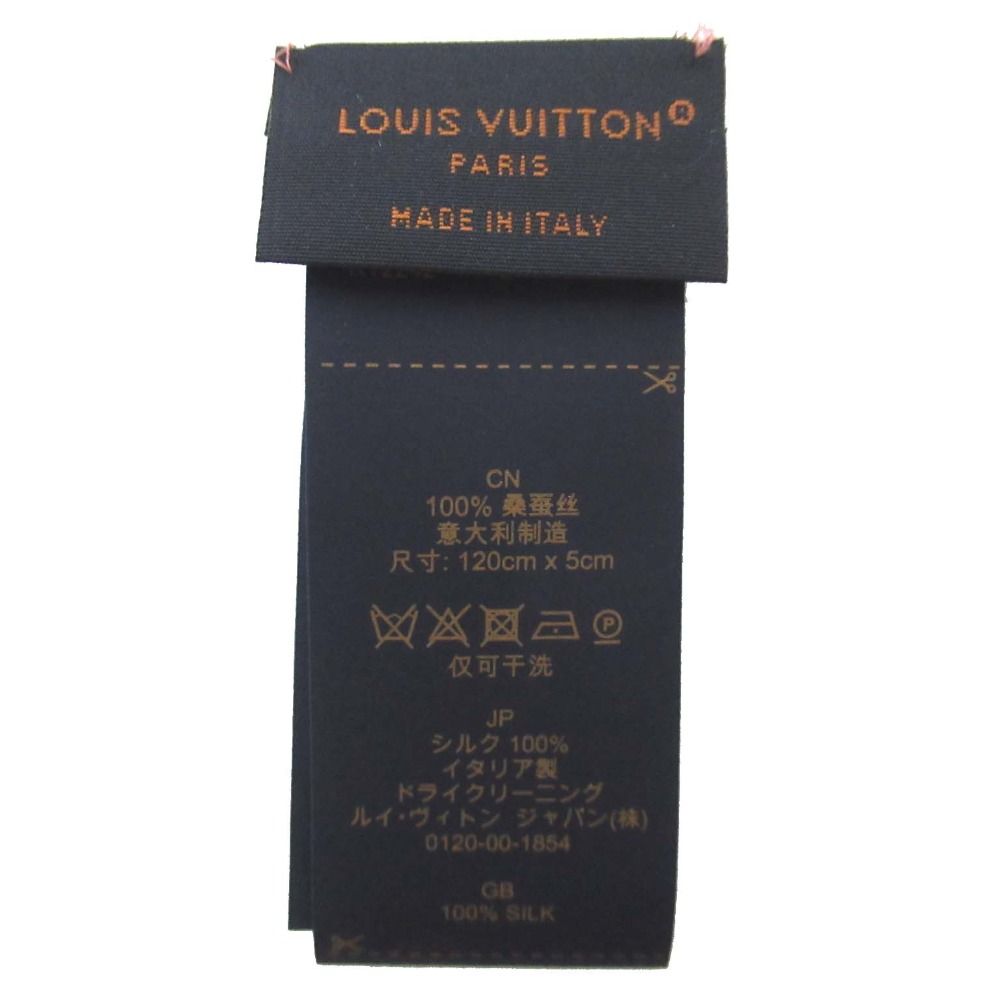 LOUIS VUITTON®
PARIS
MADE IN ITALY
CN
100% 桑蚕丝
意大利制造
尺寸: 120cm x 5cm
P
仅可干洗
JP
シルク 100%
イタリア製
ドライクリーニング
ルイ・ヴィトン ジャパン(株)
0120-00-1854
GB
100% SILK